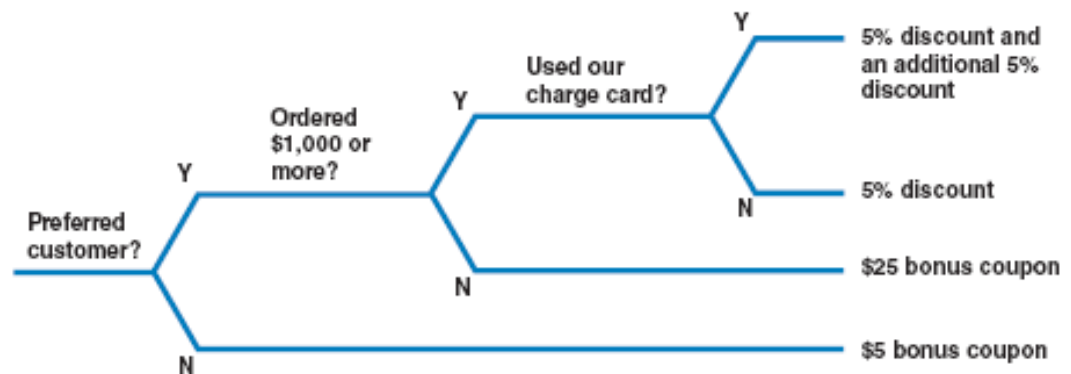 Y
5% discount and
an additional 5%
discount
Used our
charge card?
Y
Ordered
$1,000 or
more?
Y
N
5% discount
Preferred
customer?
N
$25 bonus coupon
N
$5 bonus coupon